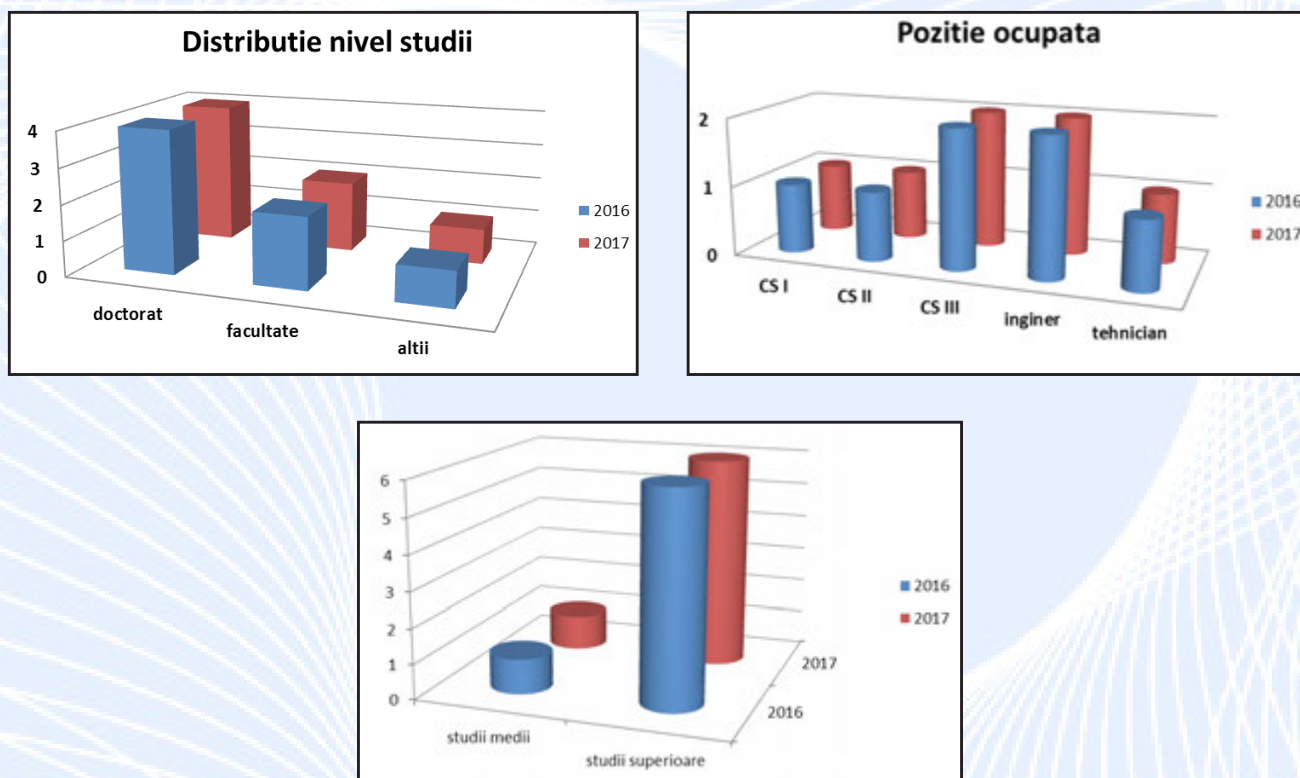 Distributie nivel studii
4
3
2
1
0
doctorat
facultate
altii
2016
2017
Pozitie ocupata
2
1
0
CS I
CS II
CS III
inginer
tehnician
2016
2017
6
5
4
3
2
1
0
studii medii
studii superioare
2016
2017
2016
2017